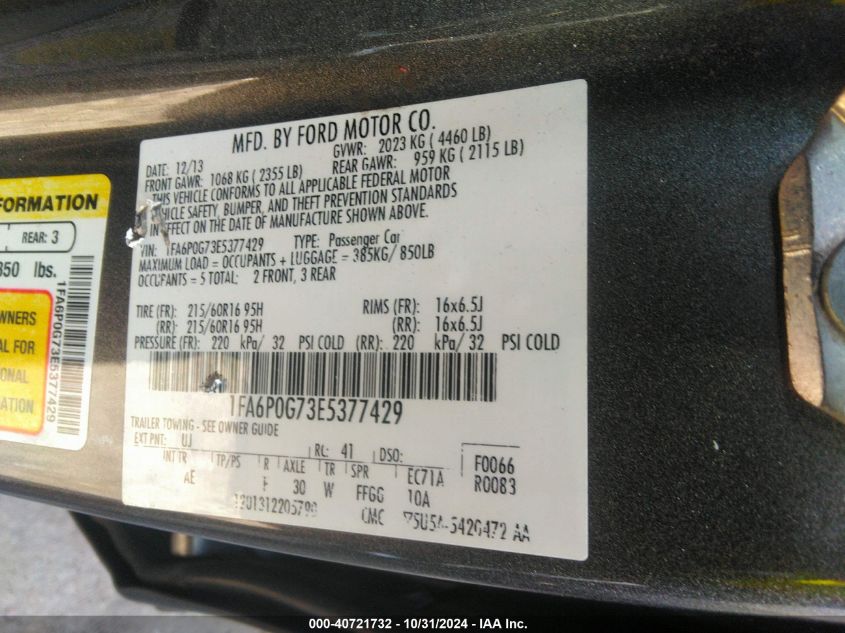 FORMATION
REAR: 3
850 lbs.
WNERS
AL FOR
ONAL
ATION
1FA6P0G73E5377429
MFD. BY FORD MOTOR CO.
DATE: 12/13
GVWR: 2023 KG ( 4460 LB)
FRONT GAWR: 1068 KG ( 2355 LB)
REAR GAWR: 959 KG ( 2115 LB)
THIS VEHICLE CONFORMS TO ALL APPLICABLE FEDERAL MOTOR
VEHICLE SAFETY, BUMPER, AND THEFT PREVENTION STANDARDS
IN EFFECT ON THE DATE OF MANUFACTURE SHOWN ABOVE.
VIN: 1FA6P0G73E5377429 TYPE: Passenger Car
MAXIMUM LOAD = OCCUPANTS + LUGGAGE = 385KG/ 850LB
OCCUPANTS = 5 TOTAL: 2 FRONT, 3 REAR
TIRE (FR): 215/60R16 95H RIMS (FR): 16x6.5J
(RR): 215/60R16 95H (RR): 16x6.5J
PRESSURE(FR): 220 kPa/ 32 PSI COLD (RR): 220 kPa/ 32 PSI COLD
1FA6P0G73E5377429
TRAILER TOWING - SEE OWNER GUIDE
EXT PNT: UJ RC: 41 DSO:
INT TR TP/PS R AXLE TR SPR EC71A F0066
AE F 30 W FFGG 10A R0083
CMC
000-40721732 - 10/31/2024 - IAA Inc.